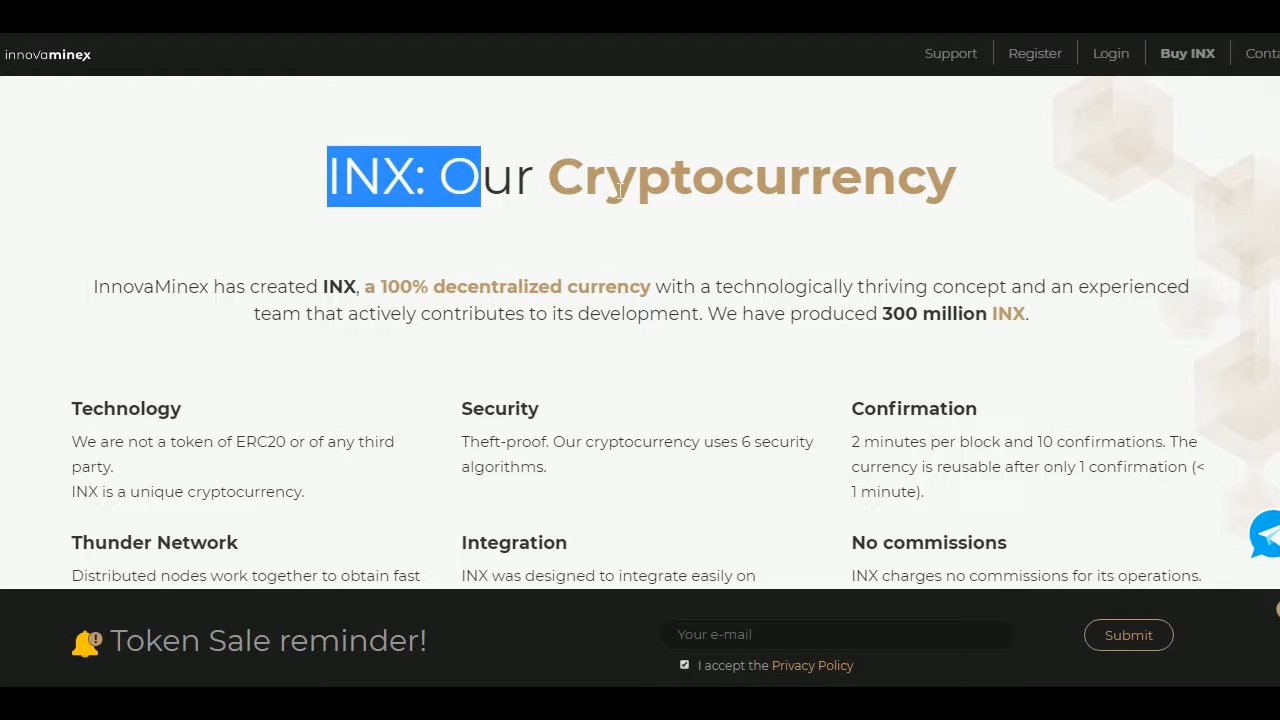 innovaminex
Support
Register
Login
Buy INX
INX: Our Cryptocurrency
InnovaMinex has created INX, a 100% decentralized currency with a technologically thriving concept and an experienced
team that actively contributes to its development. We have produced 300 million INX.
Technology
We are not a token of ERC20 or of any third
party.
INX is a unique cryptocurrency.
Security
Theft-proof. Our cryptocurrency uses 6 security
algorithms.
Confirmation
2 minutes per block and 10 confirmations. The
currency is reusable after only 1 confirmation (<
1 minute).
Thunder Network
Distributed nodes work together to obtain fast
Integration
INX was designed to integrate easily on
No commissions
INX charges no commissions for its operations.
Token Sale reminder!
Your e-mail
Submit
I accept the Privacy Policy